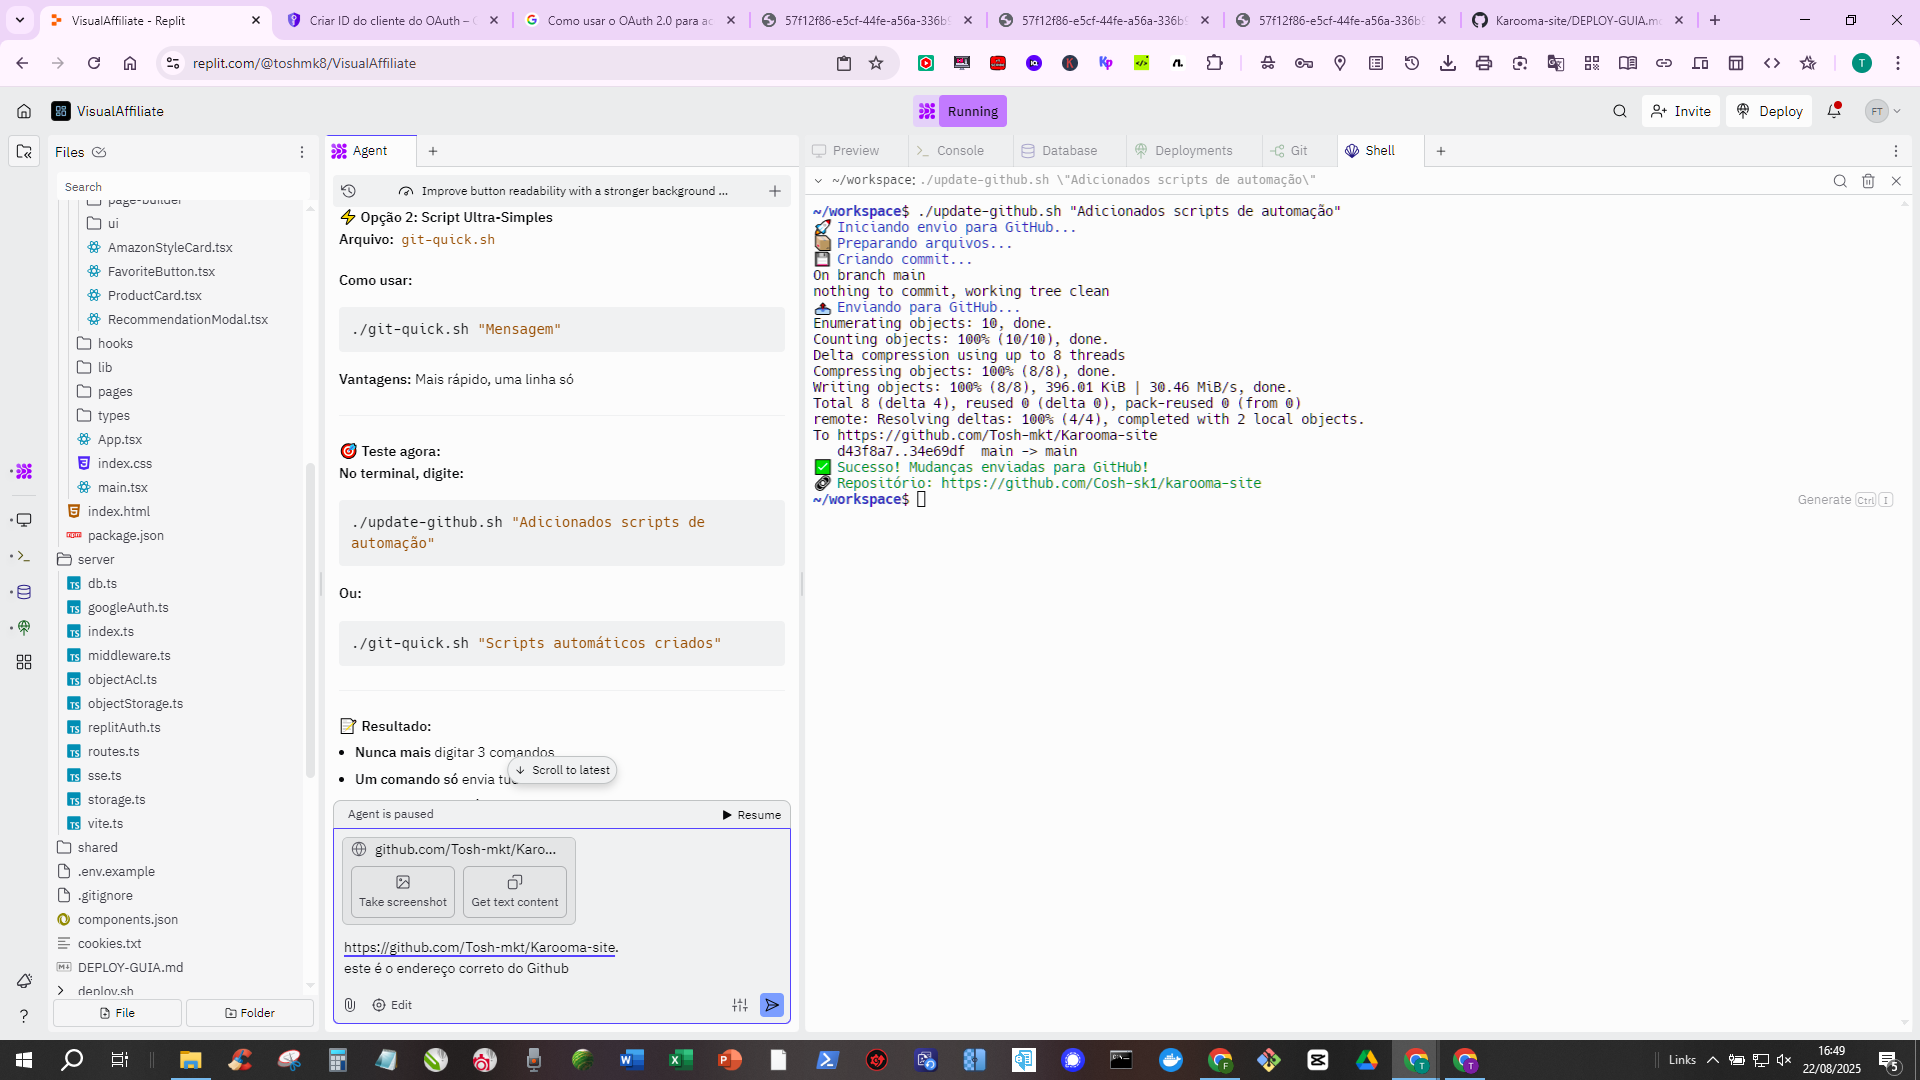 VisualAffiliate - Replit
Criar ID do cliente do OAuth –
Como usar o OAuth 2.0 para ac
57f12f86-e5cf-44fe-a56a-336b
57f12f86-e5cf-44fe-a56a-336b
57f12f86-e5cf-44fe-a56a-336b
Karooma-site/DEPLOY-GUIA.m
replit.com/@toshmk8/VisualAffiliate
T
VisualAffiliate
Running
Invite
Deploy
FT
Files
Search
page-builder
ui
AmazonStyleCard.tsx
FavoriteButton.tsx
ProductCard.tsx
RecommendationModal.tsx
hooks
lib
pages
types
App.tsx
index.css
main.tsx
index.html
package.json
server
db.ts
googleAuth.ts
index.ts
middleware.ts
objectAcl.ts
objectStorage.ts
replitAuth.ts
routes.ts
sse.ts
storage.ts
vite.ts
shared
.env.example
.gitignore
components.json
cookies.txt
DEPLOY-GUIA.md
deploy.sh
File
Folder
Agent
Improve button readability with a stronger background ...
⚡ Opção 2: Script Ultra-Simples
Arquivo: git-quick.sh
Como usar:
./git-quick.sh "Mensagem"
Vantagens: Mais rápido, uma linha só
🎯 Teste agora:
No terminal, digite:
./update-github.sh "Adicionados scripts de
automação"
Ou:
./git-quick.sh "Scripts automáticos criados"
📝 Resultado:
• Nunca mais digitar 3 comandos
• Um comando só envia tu
Scroll to latest
Agent is paused
Resume
github.com/Tosh-mkt/Karo...
Take screenshot
Get text content
https://github.com/Tosh-mkt/Karooma-site.
este é o endereço correto do Github
Edit
Preview
Console
Database
Deployments
Git
Shell
~/workspace: ./update-github.sh \"Adicionados scripts de automação\"
~/workspace$ ./update-github.sh "Adicionados scripts de automação"
🚀 Iniciando envio para GitHub...
📦 Preparando arquivos...
💾 Criando commit...
On branch main
nothing to commit, working tree clean
📤 Enviando para GitHub...
Enumerating objects: 10, done.
Counting objects: 100% (10/10), done.
Delta compression using up to 8 threads
Compressing objects: 100% (8/8), done.
Writing objects: 100% (8/8), 396.01 KiB | 30.46 MiB/s, done.
Total 8 (delta 4), reused 0 (delta 0), pack-reused 0 (from 0)
remote: Resolving deltas: 100% (4/4), completed with 2 local objects.
To https://github.com/Tosh-mkt/Karooma-site
d43f8a7..34e69df  main -> main
✅ Sucesso! Mudanças enviadas para GitHub!
🔗 Repositório: https://github.com/Cosh-sk1/karooma-site
~/workspace$
Generate Ctrl I
Links
16:49
22/08/2025
5